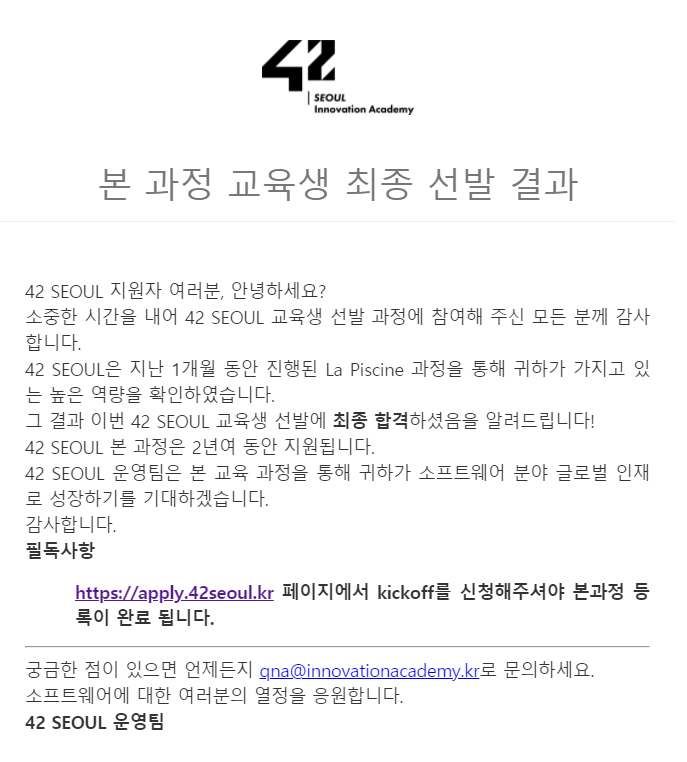 42
SEOUL
Innovation Academy
본 과정 교육생 최종 선발 결과
42 SEOUL 지원자 여러분, 안녕하세요?
소중한 시간을 내어 42 SEOUL 교육생 선발 과정에 참여해 주신 모든 분께 감사
합니다.
42 SEOUL은 지난 1개월 동안 진행된 La Piscine 과정을 통해 귀하가 가지고 있
는 높은 역량을 확인하였습니다.
그 결과 이번 42 SEOUL 교육생 선발에 최종 합격하셨음을 알려드립니다!
42 SEOUL 본 과정은 2년여 동안 지원됩니다.
42 SEOUL 운영팀은 본 교육 과정을 통해 귀하가 소프트웨어 분야 글로벌 인재
로 성장하기를 기대하겠습니다.
감사합니다.
필독사항
https://apply.42seoul.kr 페이지에서 kickoff를 신청해주셔야 본과정 등
록이 완료 됩니다.
궁금한 점이 있으면 언제든지 qna@innovationacademy.kr로 문의하세요.
소프트웨어에 대한 여러분의 열정을 응원합니다.
42 SEOUL 운영팀